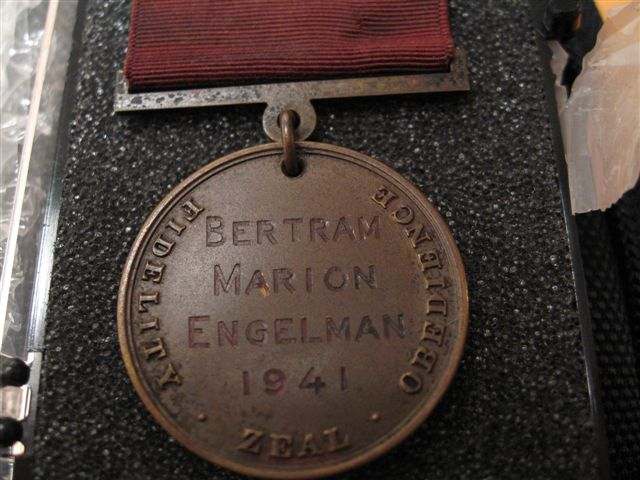 BERTRAM
MARION
ENGELMAN
1941
FIDELITY · ZEAL · OBEDIENCE